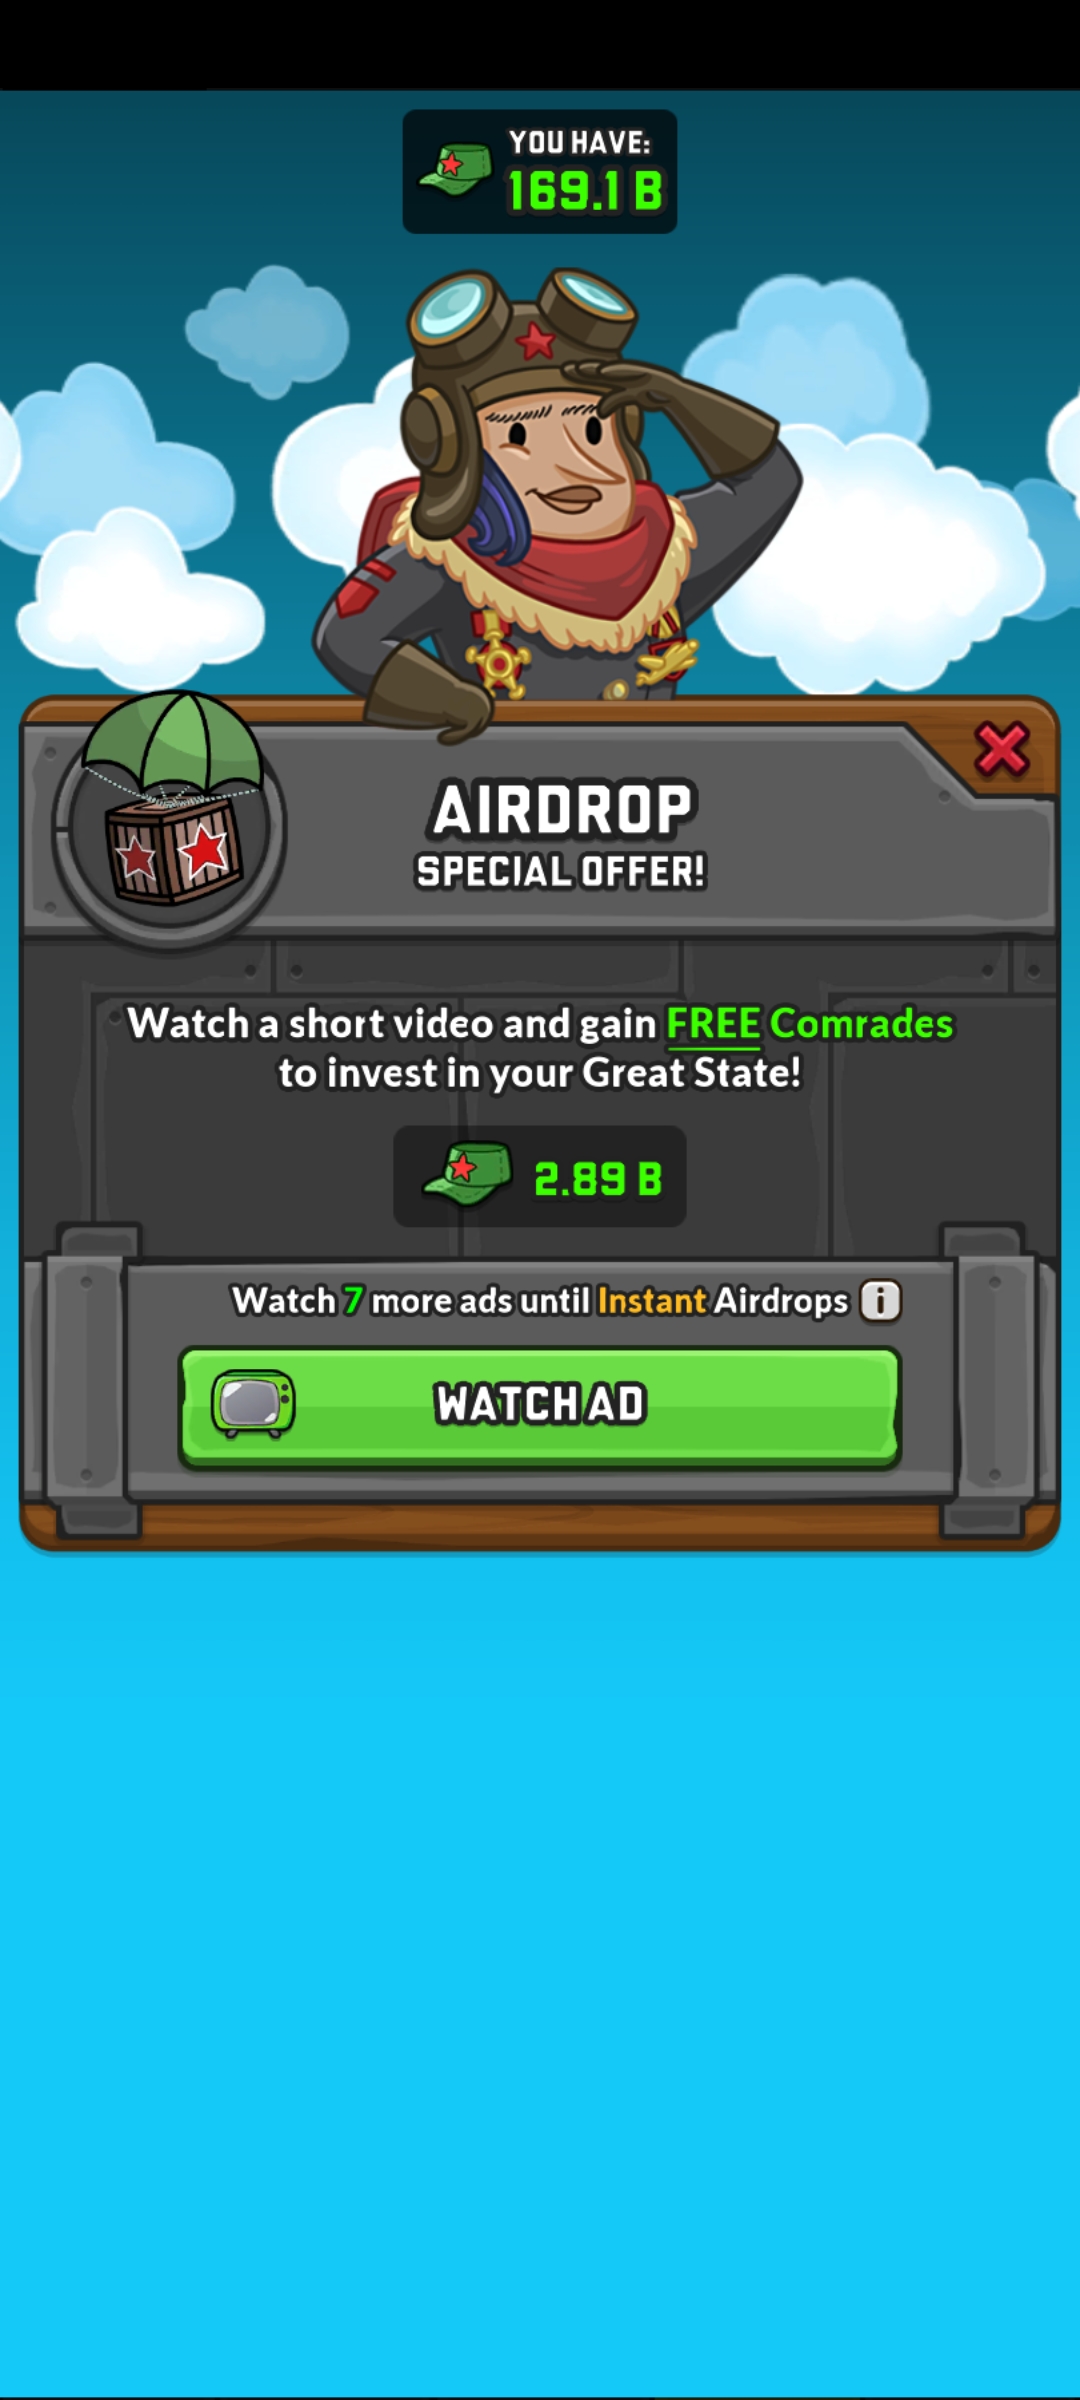 YOU HAVE:
169.1 B
AIRDROP
SPECIAL OFFER!
Watch a short video and gain FREE Comrades
to invest in your Great State!
2.89 B
Watch 7 more ads until Instant Airdrops i
WATCH AD